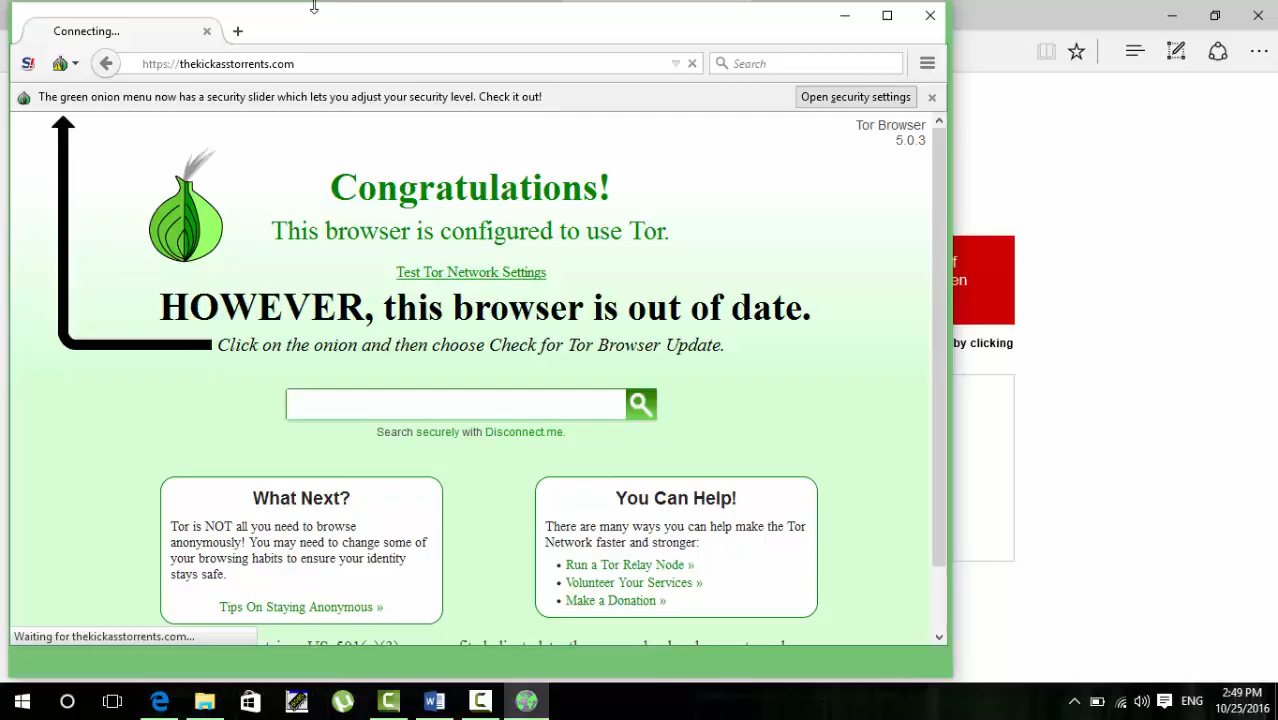 Connecting...
https://thekickasstorrents.com
Search
The green onion menu now has a security slider which lets you adjust your security level. Check it out!
Open security settings
Tor Browser
5.0.3
Congratulations!
This browser is configured to use Tor.
Test Tor Network Settings
HOWEVER, this browser is out of date.
Click on the onion and then choose Check for Tor Browser Update.
Search securely with Disconnect.me.
What Next?
Tor is NOT all you need to browse
anonymously! You may need to change some of
your browsing habits to ensure your identity
stays safe.
Tips On Staying Anonymous »
You Can Help!
There are many ways you can help make the Tor
Network faster and stronger:
• Run a Tor Relay Node »
• Volunteer Your Services »
• Make a Donation »
Waiting for thekickasstorrents.com...
f
en
by clicking
ENG
2:49 PM
10/25/2016